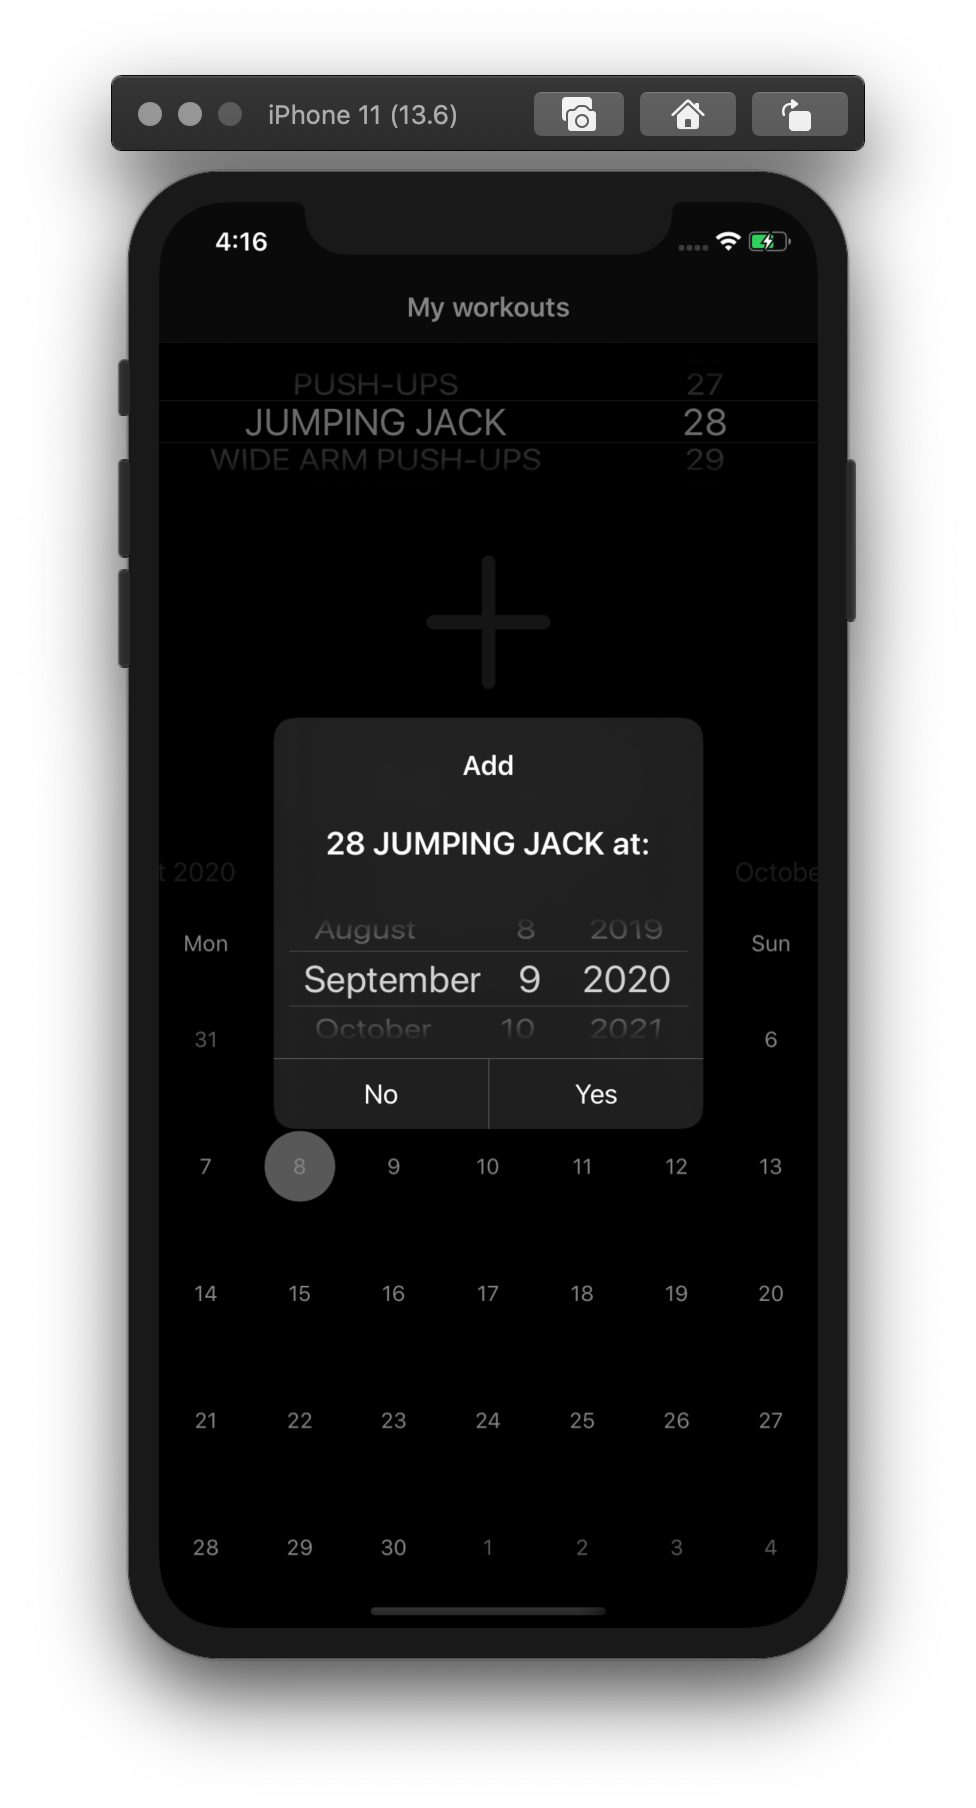 iPhone 11 (13.6)
4:16
My workouts
PUSH-UPS 27
JUMPING JACK 28
WIDE ARM PUSH-UPS 29
Add
28 JUMPING JACK at:
t 2020 Octobe
August 8 2019
Mon Sun
September 9 2020
October 10 2021
31 6
No Yes
7 8 9 10 11 12 13
14 15 16 17 18 19 20
21 22 23 24 25 26 27
28 29 30 1 2 3 4